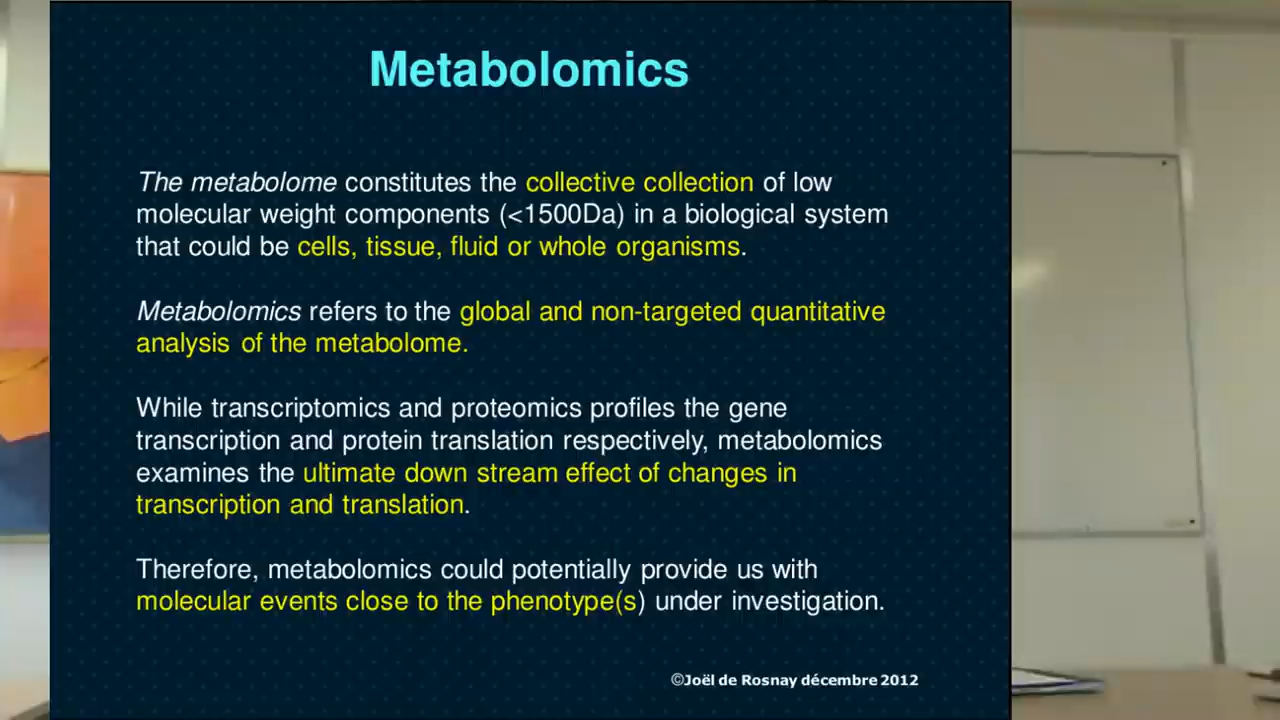 Metabolomics
The metabolome constitutes the collective collection of low
molecular weight components (<1500Da) in a biological system
that could be cells, tissue, fluid or whole organisms.
Metabolomics refers to the global and non-targeted quantitative
analysis of the metabolome.
While transcriptomics and proteomics profiles the gene
transcription and protein translation respectively, metabolomics
examines the ultimate down stream effect of changes in
transcription and translation.
Therefore, metabolomics could potentially provide us with
molecular events close to the phenotype(s) under investigation.
©Joël de Rosnay décembre 2012